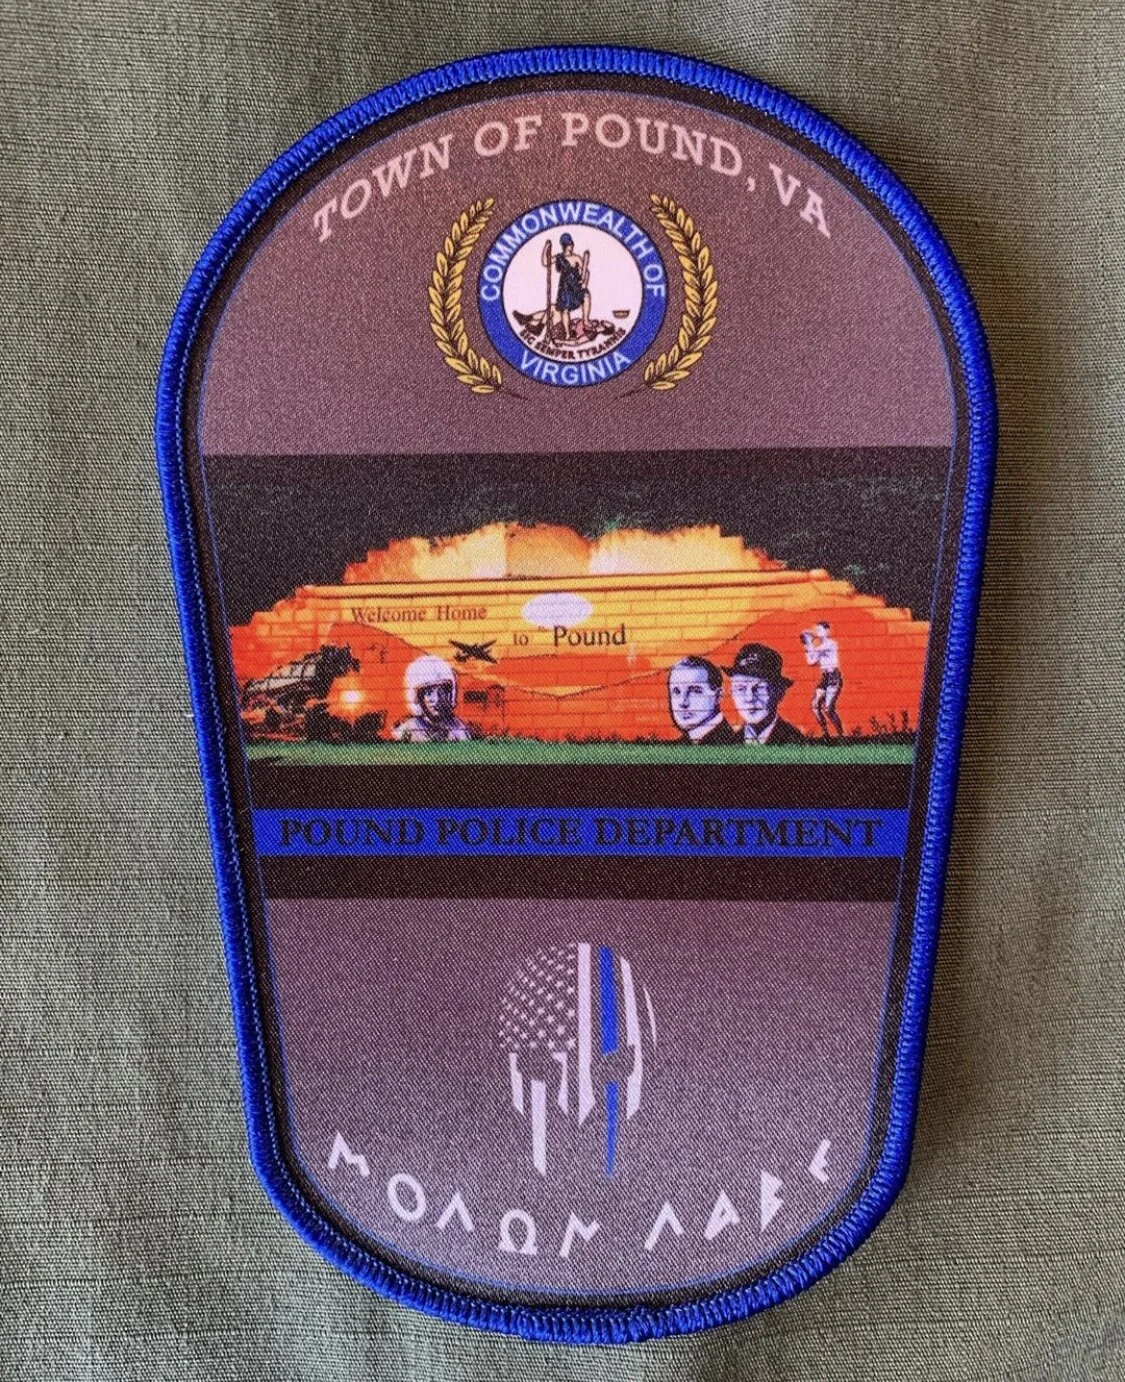 TOWN OF POUND, VA
COMMONWEALTH OF
SIC SEMPER TYRANNIS
VIRGINIA
Welcome Home
to Pound
POUND POLICE DEPARTMENT
ΜΟΛΩΝ ΛΑΒΕ